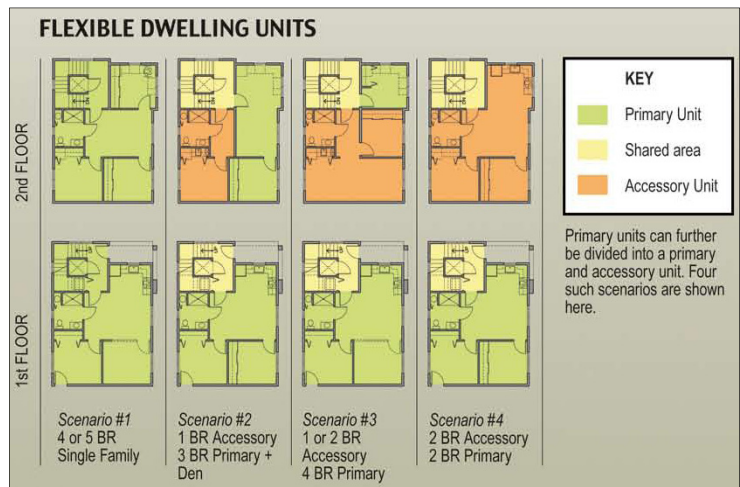 FLEXIBLE DWELLING UNITS
2nd FLOOR
1st FLOOR
Scenario #1
4 or 5 BR
Single Family
Scenario #2
1 BR Accessory
3 BR Primary +
Den
Scenario #3
1 or 2 BR
Accessory
4 BR Primary
Scenario #4
2 BR Accessory
2 BR Primary
KEY
Primary Unit
Shared area
Accessory Unit
Primary units can further
be divided into a primary
and accessory unit. Four
such scenarios are shown
here.